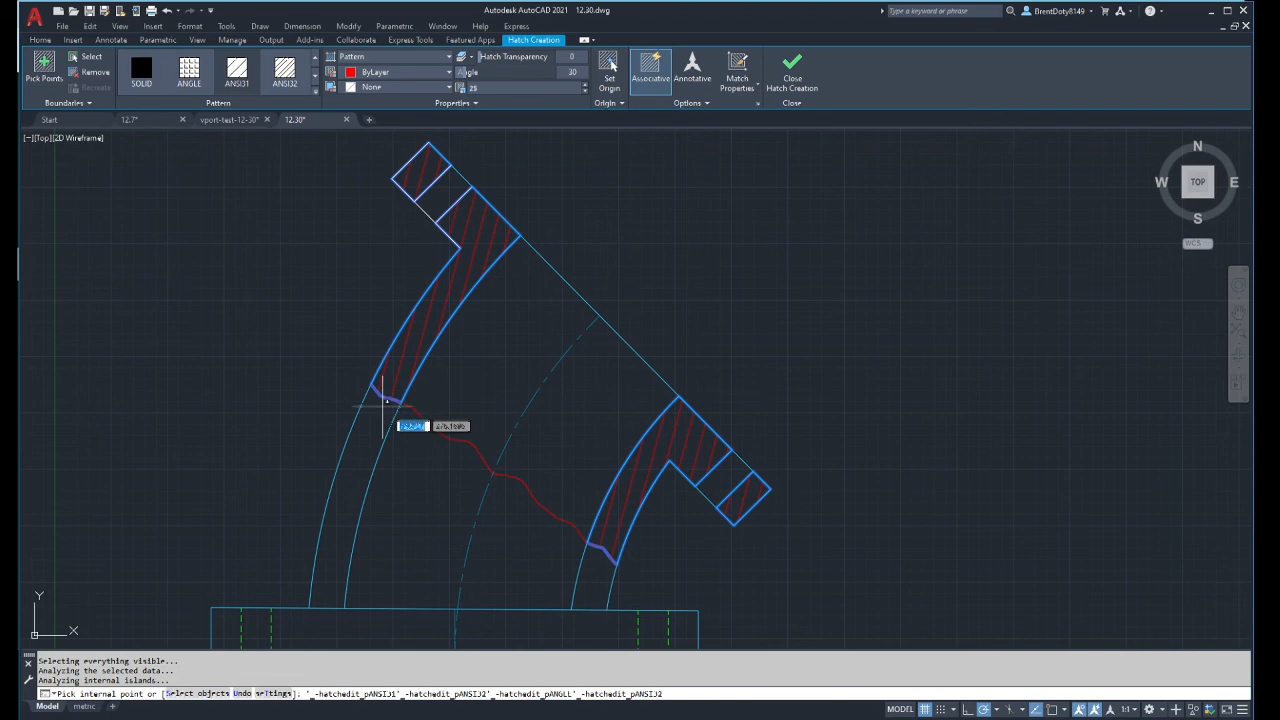 Autodesk AutoCAD 2021 12.30.dwg
Type a keyword or phrase
BrentDoty8149
File Edit View Insert Format Tools Draw Dimension Modify Parametric Window Help Express
Home Insert Annotate Parametric View Manage Output Add-ins Collaborate Express Tools Featured Apps Hatch Creation
Pick Points
Select
Remove
Recreate
Boundaries
SOLID
ANGLE
ANSI31
ANSI32
Pattern
Pattern
ByLayer
None
Hatch Transparency 0
Angle 30
25
Properties
Set
Origin
Origin
Associative
Annotative
Match
Properties
Options
Close
Hatch Creation
Close
Start 12.7* vport-test-12-30* 12.30*
[−][Top][2D Wireframe]
N
W TOP E
S
WCS
Y
X
Selecting everything visible...
Analyzing the selected data...
Analyzing internal islands...
Pick internal point or [Select objects Undo seTtings]:
Model metric
MODEL 1:1